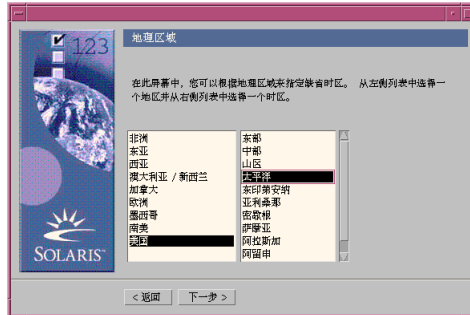 123
地理区域
在此屏幕中，您可以根据地理区域来指定缺省时区。 从左侧列表中选择一
个地区并从右侧列表中选择一个时区。
非洲
东亚
西亚
澳大利亚 / 新西兰
加拿大
欧洲
墨西哥
南美
美国
东部
中部
山区
太平洋
东印第安纳
亚利桑那
密歇根
萨摩亚
阿拉斯加
阿留申
Sun
SOLARIS™
< 返回
下一步 >